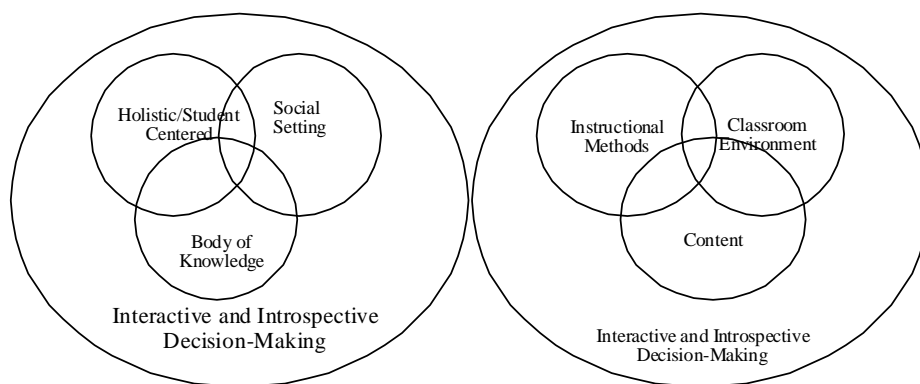 Holistic/Student
Centered
Social
Setting
Body of
Knowledge
Interactive and Introspective
Decision-Making
Instructional
Methods
Classroom
Environment
Content
Interactive and Introspective
Decision-Making